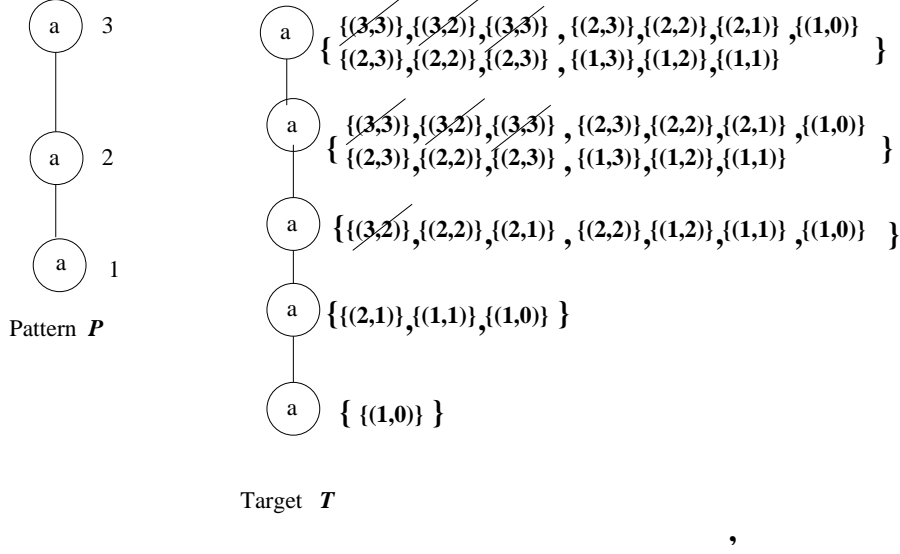 a 3
a 2
a 1
Pattern P
a
{ {(3,3)},{(3,2)},{(3,3)} , {(2,3)},{(2,2)},{(2,1)} ,{(1,0)}
{(2,3)},{(2,2)},{(2,3)} , {(1,3)},{(1,2)},{(1,1)} }
a
{ {(3,3)},{(3,2)},{(3,3)} , {(2,3)},{(2,2)},{(2,1)} ,{(1,0)}
{(2,3)},{(2,2)},{(2,3)} , {(1,3)},{(1,2)},{(1,1)} }
a {{(3,2)},{(2,2)},{(2,1)} , {(2,2)},{(1,2)},{(1,1)} ,{(1,0)} }
a {{(2,1)},{(1,1)},{(1,0)} }
a { {(1,0)} }
Target T
,